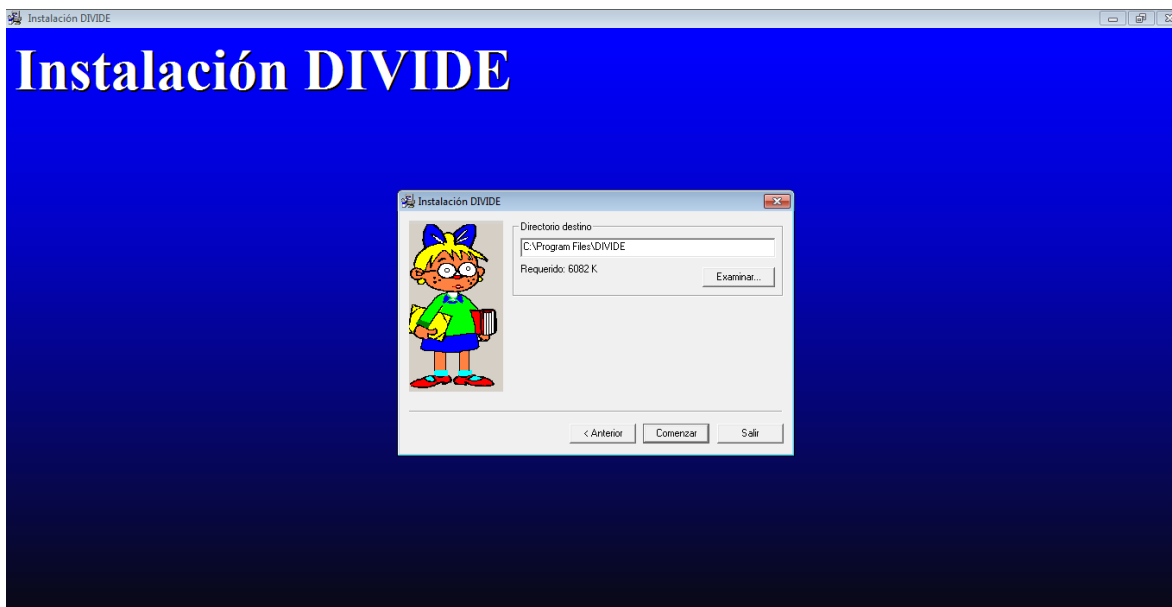 Instalación DIVIDE
Instalación DIVIDE
Instalación DIVIDE
Directorio destino
C:\Program Files\DIVIDE
Requerido: 6082 K
Examinar...
< Anterior Comenzar Salir